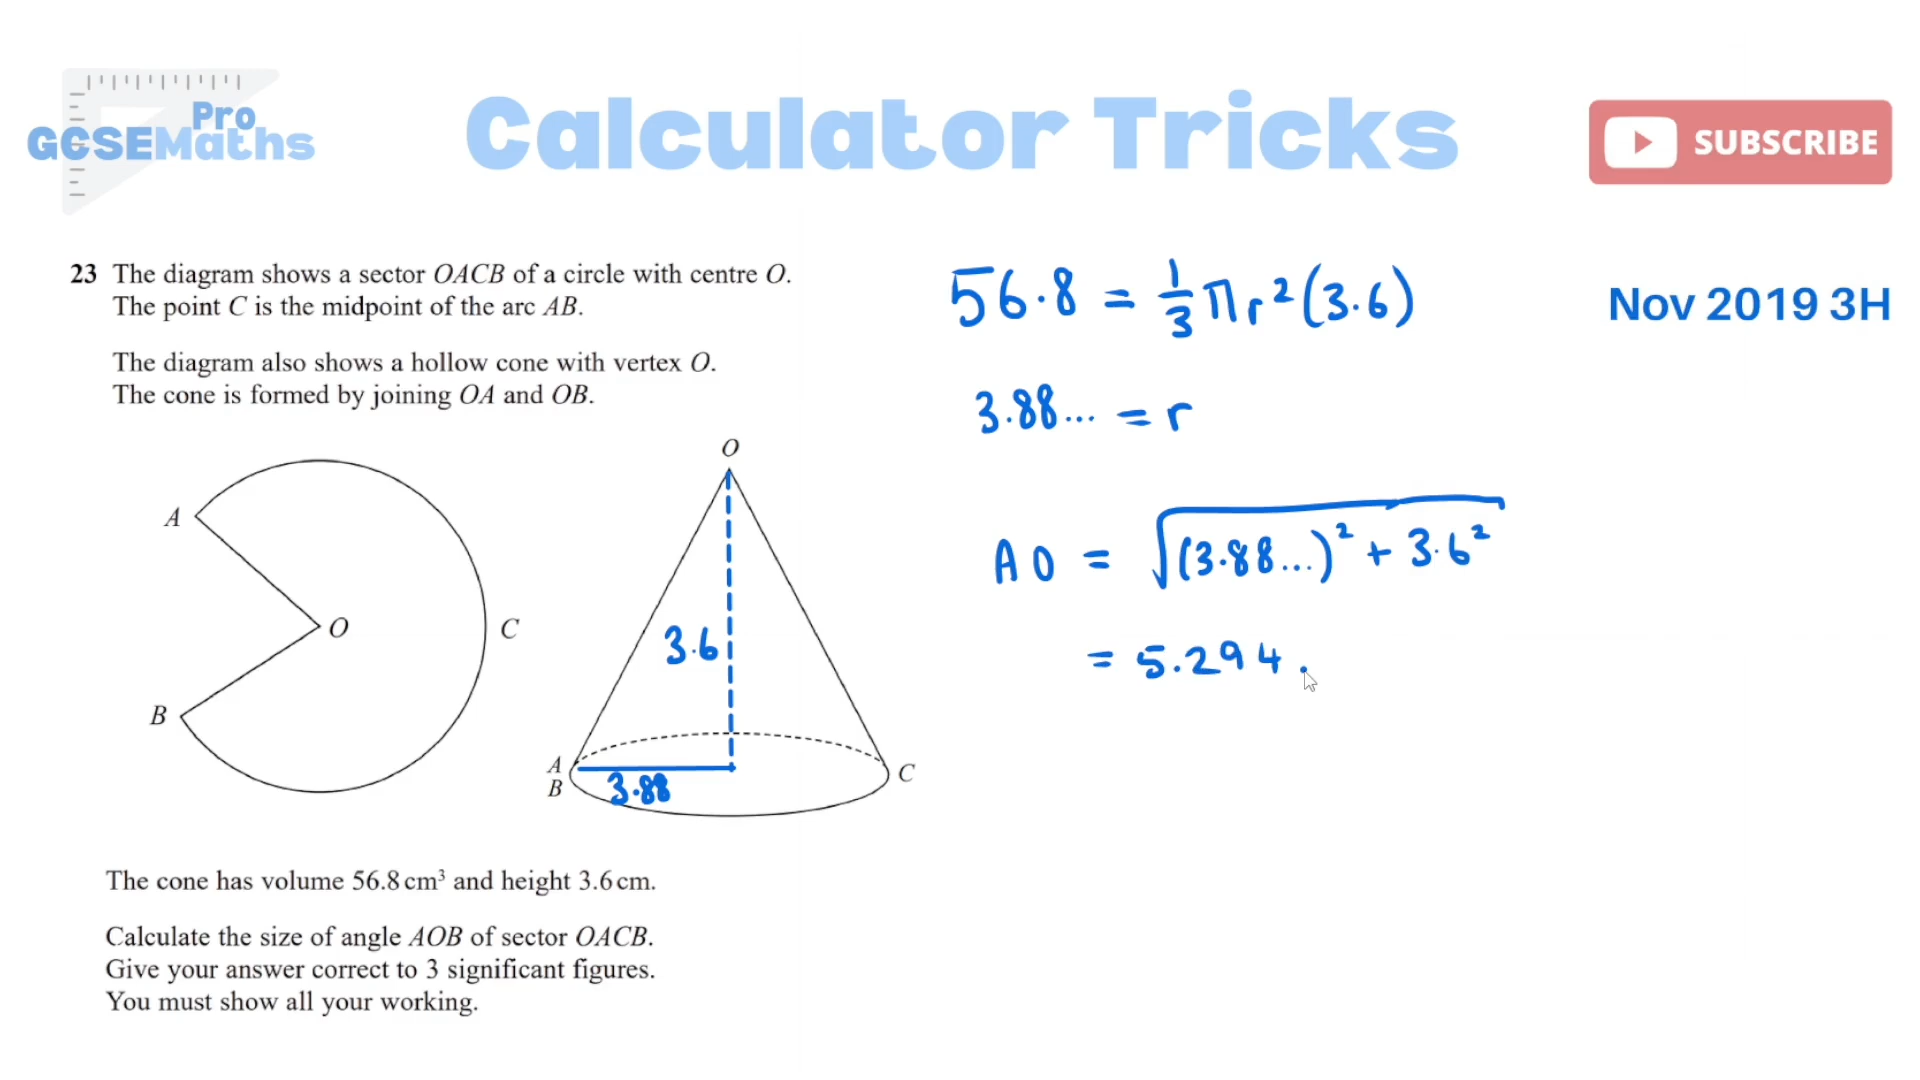 Pro
GCSEMaths
Calculator Tricks
SUBSCRIBE
Nov 2019 3H
23 The diagram shows a sector OACB of a circle with centre O.
The point C is the midpoint of the arc AB.
The diagram also shows a hollow cone with vertex O.
The cone is formed by joining OA and OB.
A
O
C
B
O
3.6
A
B
3.88
C
The cone has volume 56.8 cm³ and height 3.6 cm.
Calculate the size of angle AOB of sector OACB.
Give your answer correct to 3 significant figures.
You must show all your working.
56.8 = 1/3 πr²(3.6)
3.88... = r
AO = √((3.88...)² + 3.6²)
= 5.294.